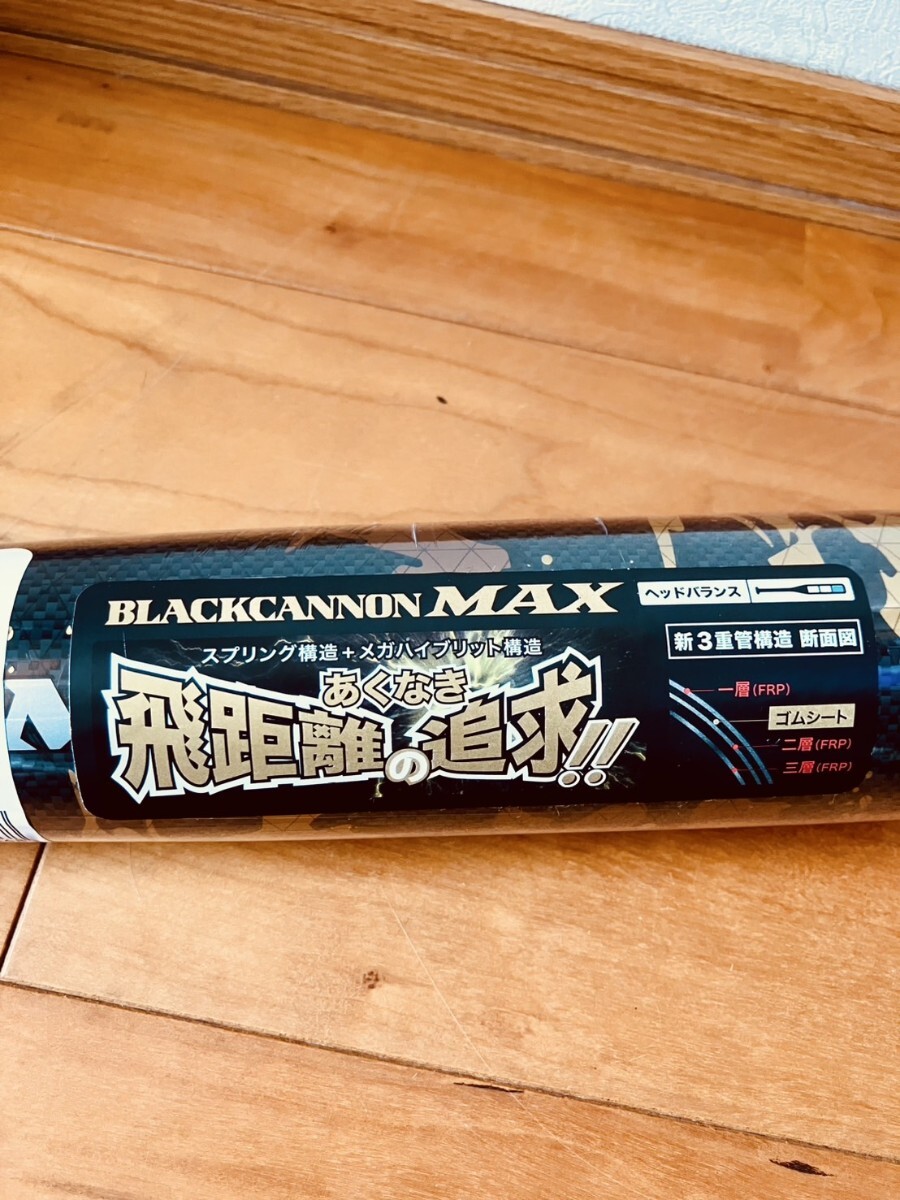 BLACKCANNON MAX
スプリング構造+メガハイブリット構造
あくなき
飛距離の追求!!
ヘッドバランス
新3重管構造 断面図
一層(FRP)
ゴムシート
二層(FRP)
三層(FRP)